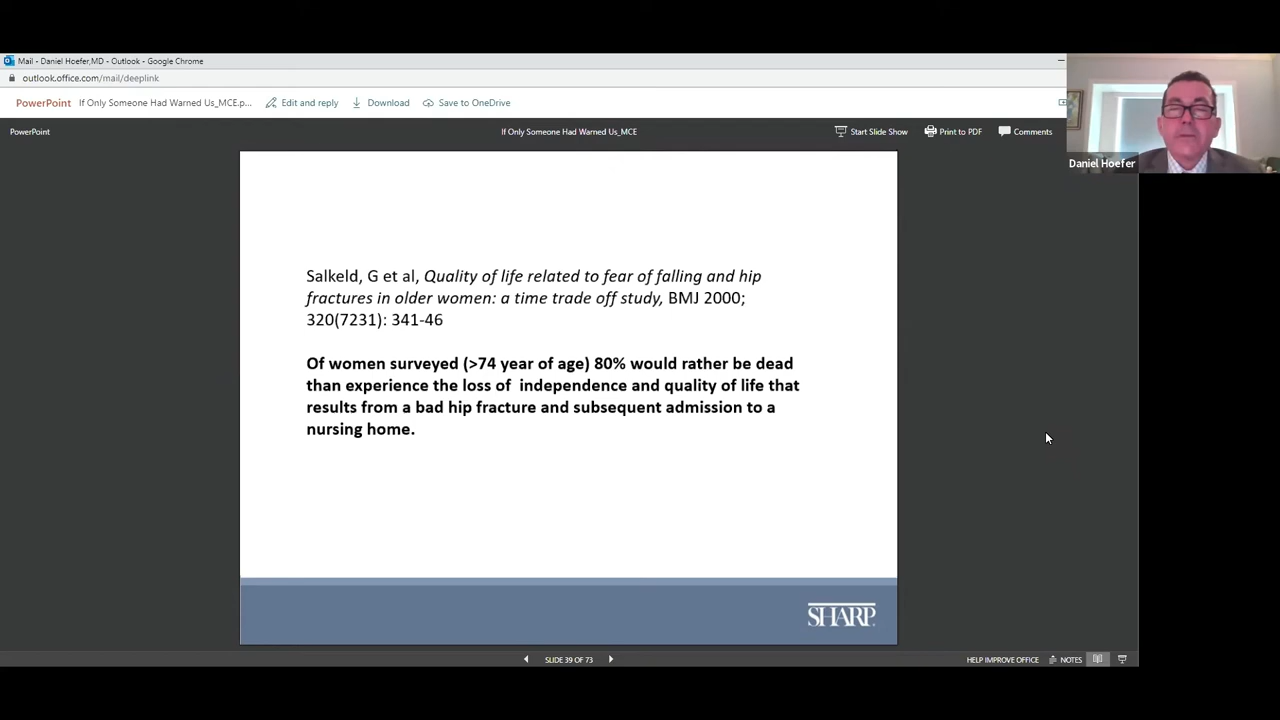 Mail - Daniel Hoefer,MD - Outlook - Google Chrome
outlook.office.com/mail/deeplink
PowerPoint If Only Someone Had Warned Us_MCE.p... Edit and reply Download Save to OneDrive
PowerPoint If Only Someone Had Warned Us_MCE Start Slide Show Print to PDF Comments
Daniel Hoefer
Salkeld, G et al, Quality of life related to fear of falling and hip
fractures in older women: a time trade off study, BMJ 2000;
320(7231): 341-46
Of women surveyed (>74 year of age) 80% would rather be dead
than experience the loss of independence and quality of life that
results from a bad hip fracture and subsequent admission to a
nursing home.
SHARP
SLIDE 39 OF 73 HELP IMPROVE OFFICE NOTES